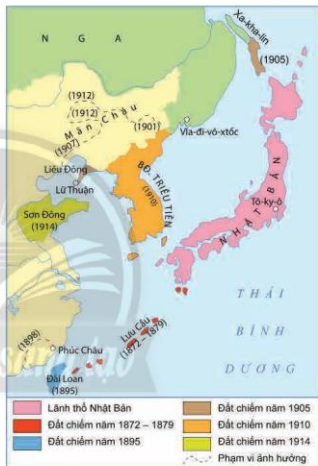 N G A
Xa-kha-lin
(1905)
(1912)
(1912)
Mãn Châu
(1901)
(1907)
Vla-đi-vô-xtốc
Liêu Đông
Lữ Thuận
BĐ. TRIỀU TIÊN
(1910)
Sơn Đông
(1914)
NHẬT BẢN
Tô-ky-ô
THÁI
BÌNH
DƯƠNG
Lưu Cầu
(1872 – 1879)
(1898)
Phúc Châu
Đài Loan
(1895)
Lãnh thổ Nhật Bản
Đất chiếm năm 1872 – 1879
Đất chiếm năm 1895
Đất chiếm năm 1905
Đất chiếm năm 1910
Đất chiếm năm 1914
Phạm vi ảnh hưởng